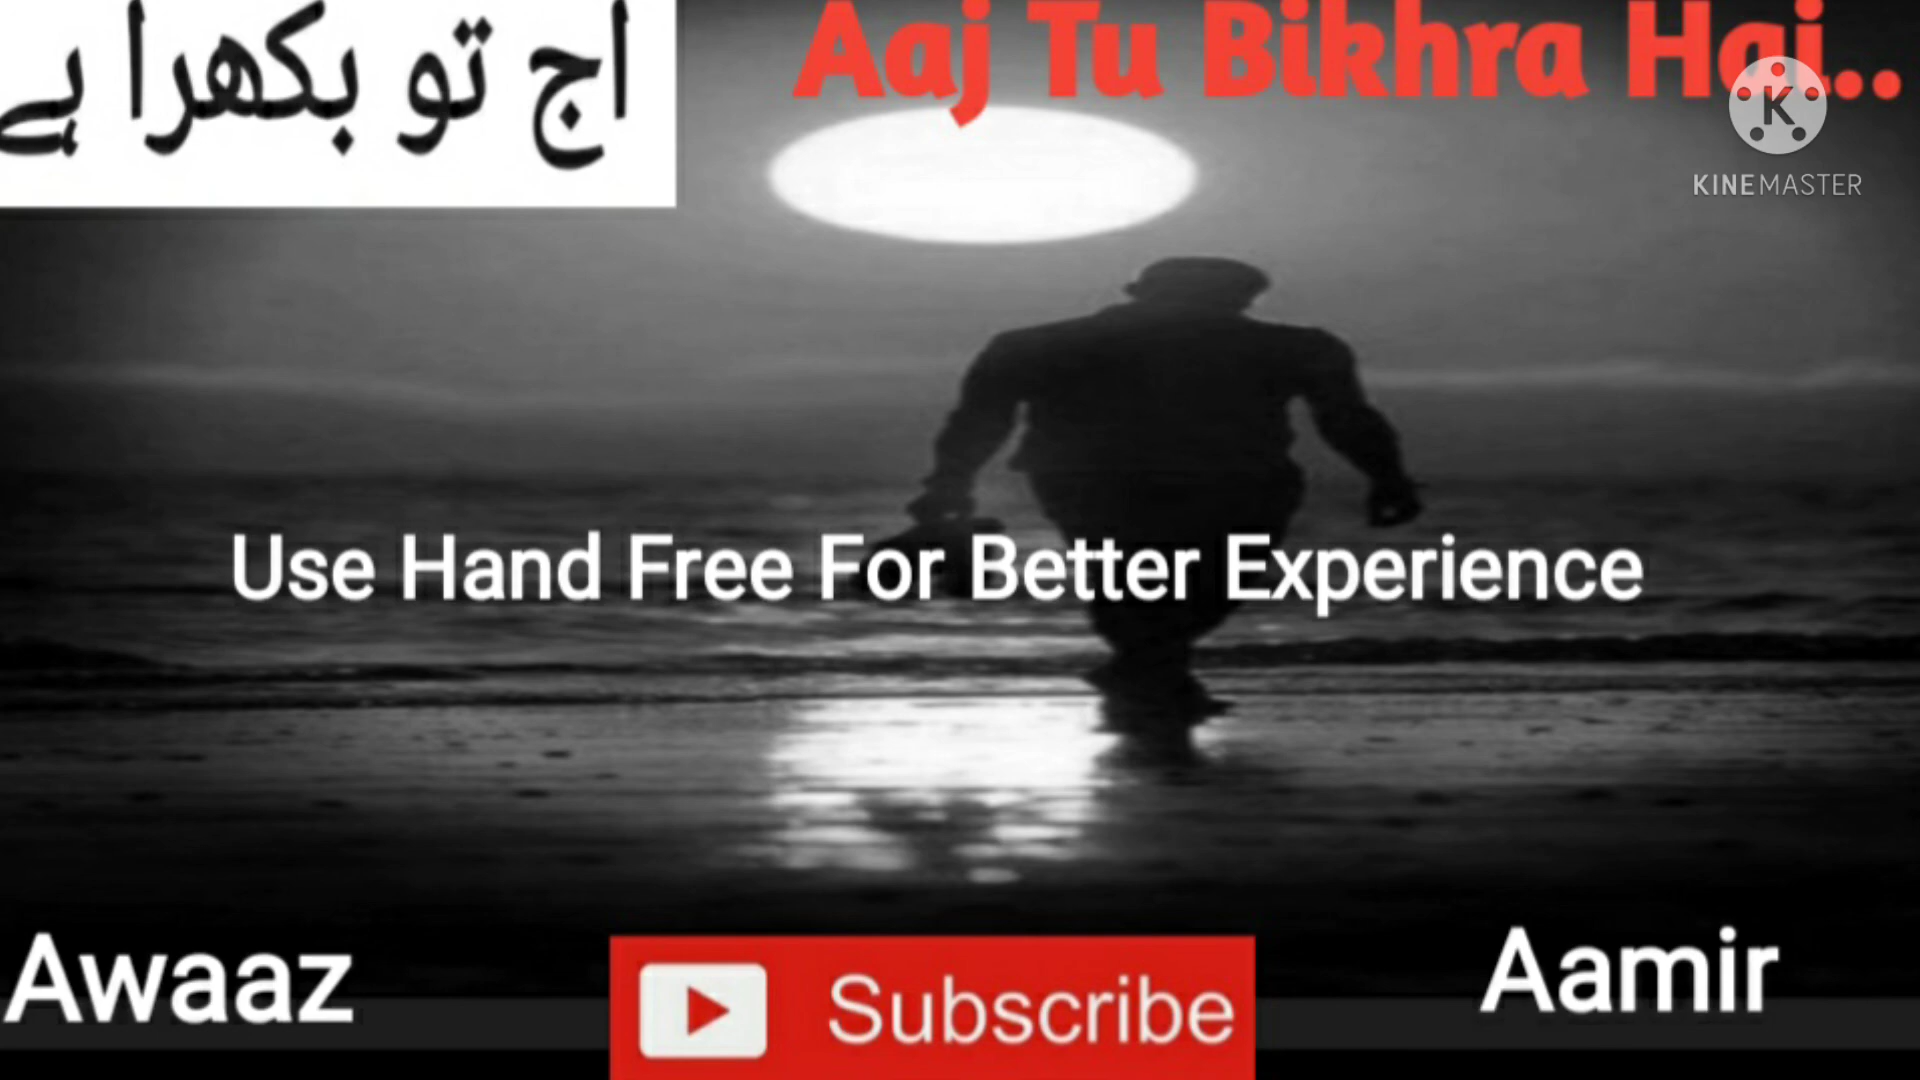 اج تو بکھرا ہے
Aaj Tu Bikhra Hai..
KINEMASTER
Use Hand Free For Better Experience
Awaaz
Subscribe
Aamir